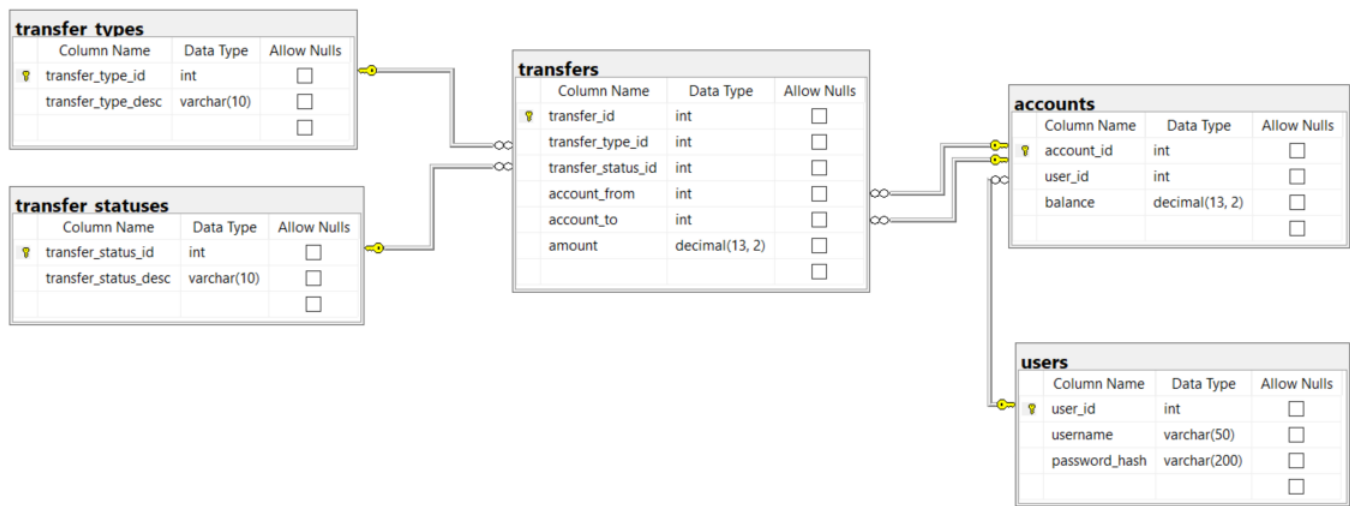 transfer_types
Column Name Data Type Allow Nulls
transfer_type_id int
transfer_type_desc varchar(10)
transfer_statuses
Column Name Data Type Allow Nulls
transfer_status_id int
transfer_status_desc varchar(10)
transfers
Column Name Data Type Allow Nulls
transfer_id int
transfer_type_id int
transfer_status_id int
account_from int
account_to int
amount decimal(13, 2)
accounts
Column Name Data Type Allow Nulls
account_id int
user_id int
balance decimal(13, 2)
users
Column Name Data Type Allow Nulls
user_id int
username varchar(50)
password_hash varchar(200)